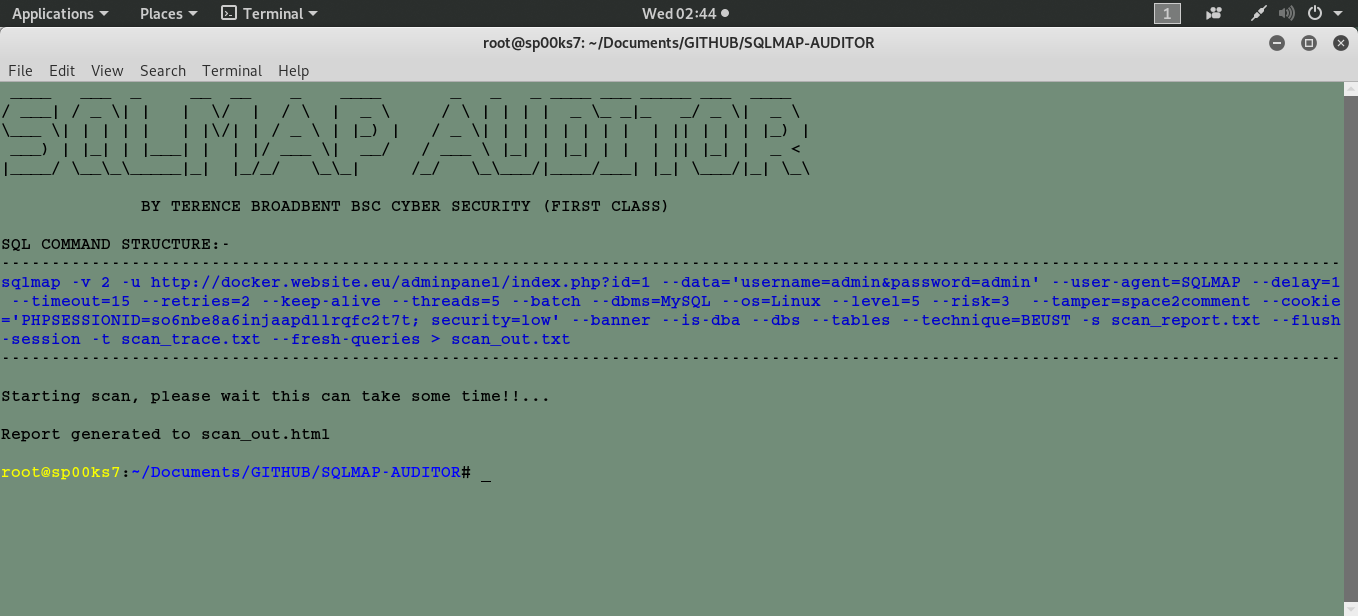 Applications Places Terminal Wed 02:44 1
root@sp00ks7: ~/Documents/GITHUB/SQLMAP-AUDITOR
File Edit View Search Terminal Help
SQLMAP AUDITOR
BY TERENCE BROADBENT BSC CYBER SECURITY (FIRST CLASS)
SQL COMMAND STRUCTURE:-
--------------------------------------------------------------------------------------------------------------------------------------
sqlmap -v 2 -u http://docker.website.eu/adminpanel/index.php?id=1 --data='username=admin&password=admin' --user-agent=SQLMAP --delay=1
--timeout=15 --retries=2 --keep-alive --threads=5 --batch --dbms=MySQL --os=Linux --level=5 --risk=3  --tamper=space2comment --cookie
='PHPSESSIONID=so6nbe8a6injaapdllrqfc2t7t; security=low' --banner --is-dba --dbs --tables --technique=BEUST -s scan_report.txt --flush
-session -t scan_trace.txt --fresh-queries > scan_out.txt
--------------------------------------------------------------------------------------------------------------------------------------
Starting scan, please wait this can take some time!!...
Report generated to scan_out.html
root@sp00ks7:~/Documents/GITHUB/SQLMAP-AUDITOR# _